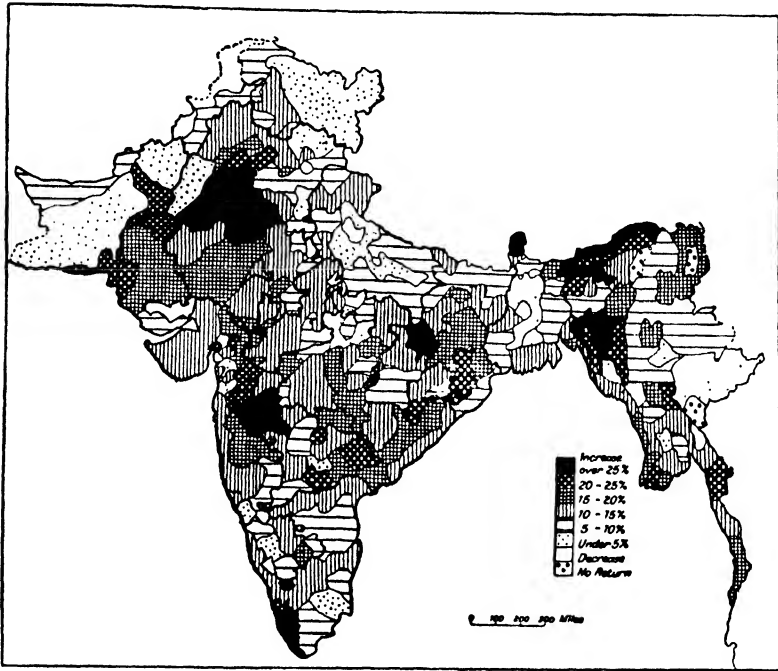 Increase
over 25%
20 - 25%
15 - 20%
10 - 15%
5 - 10%
Under 5%
Decrease
No Return
0 100 200 300 Miles